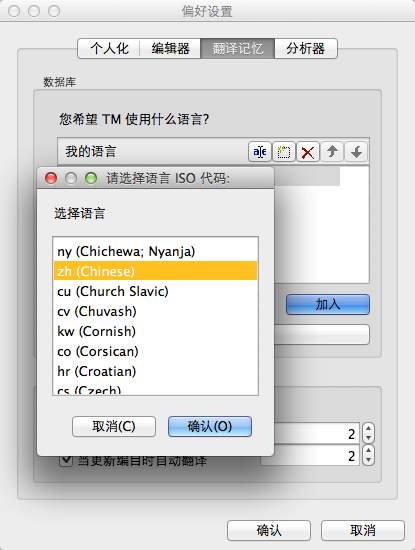 偏好设置
个人化 编辑器 翻译记忆 分析器
数据库
您希望 TM 使用什么语言?
我的语言
请选择语言 ISO 代码:
选择语言
ny (Chichewa; Nyanja)
zh (Chinese)
cu (Church Slavic)
cv (Chuvash)
kw (Cornish)
co (Corsican)
hr (Croatian)
cs (Czech)
取消(C) 确认(O)
加入
2
2
当更新编目时自动翻译
确认 取消